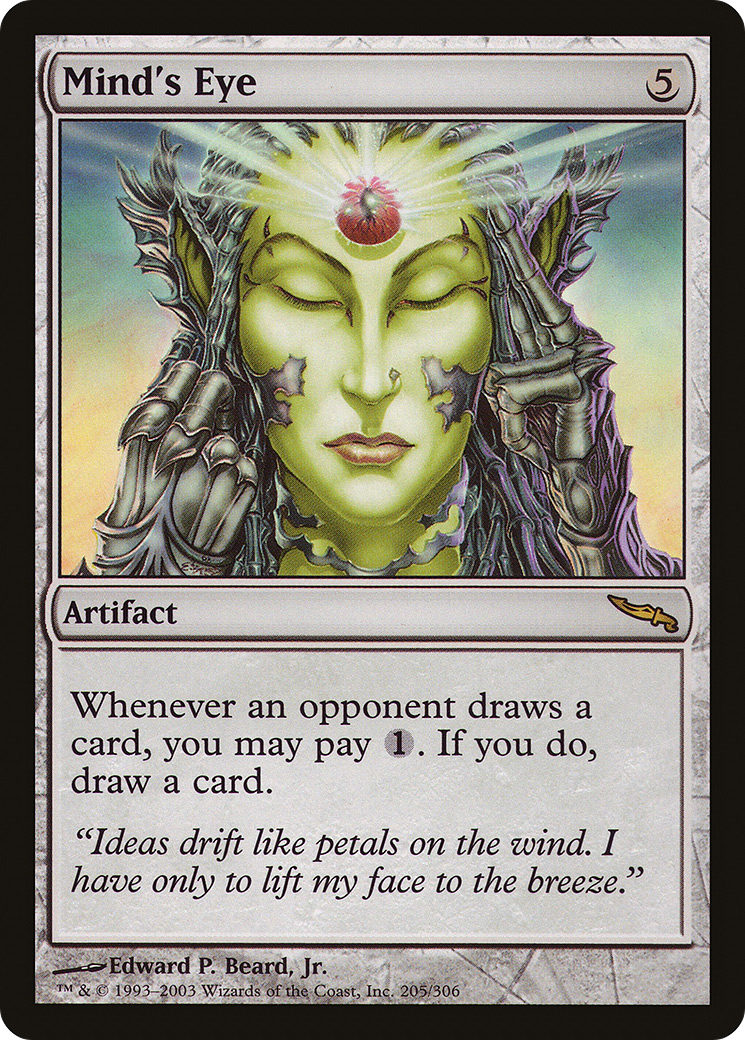 Mind's Eye
5
Artifact
Whenever an opponent draws a
card, you may pay 1. If you do,
draw a card.
“Ideas drift like petals on the wind. I
have only to lift my face to the breeze.”
Edward P. Beard, Jr.
™ & © 1993–2003 Wizards of the Coast, Inc. 205/306